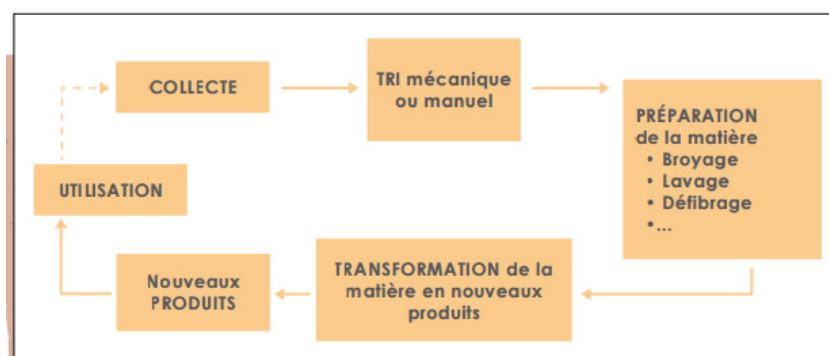 COLLECTE
TRI mécanique
ou manuel
PRÉPARATION
de la matière
• Broyage
• Lavage
• Défibrage
•...
TRANSFORMATION de la
matière en nouveaux
produits
Nouveaux
PRODUITS
UTILISATION